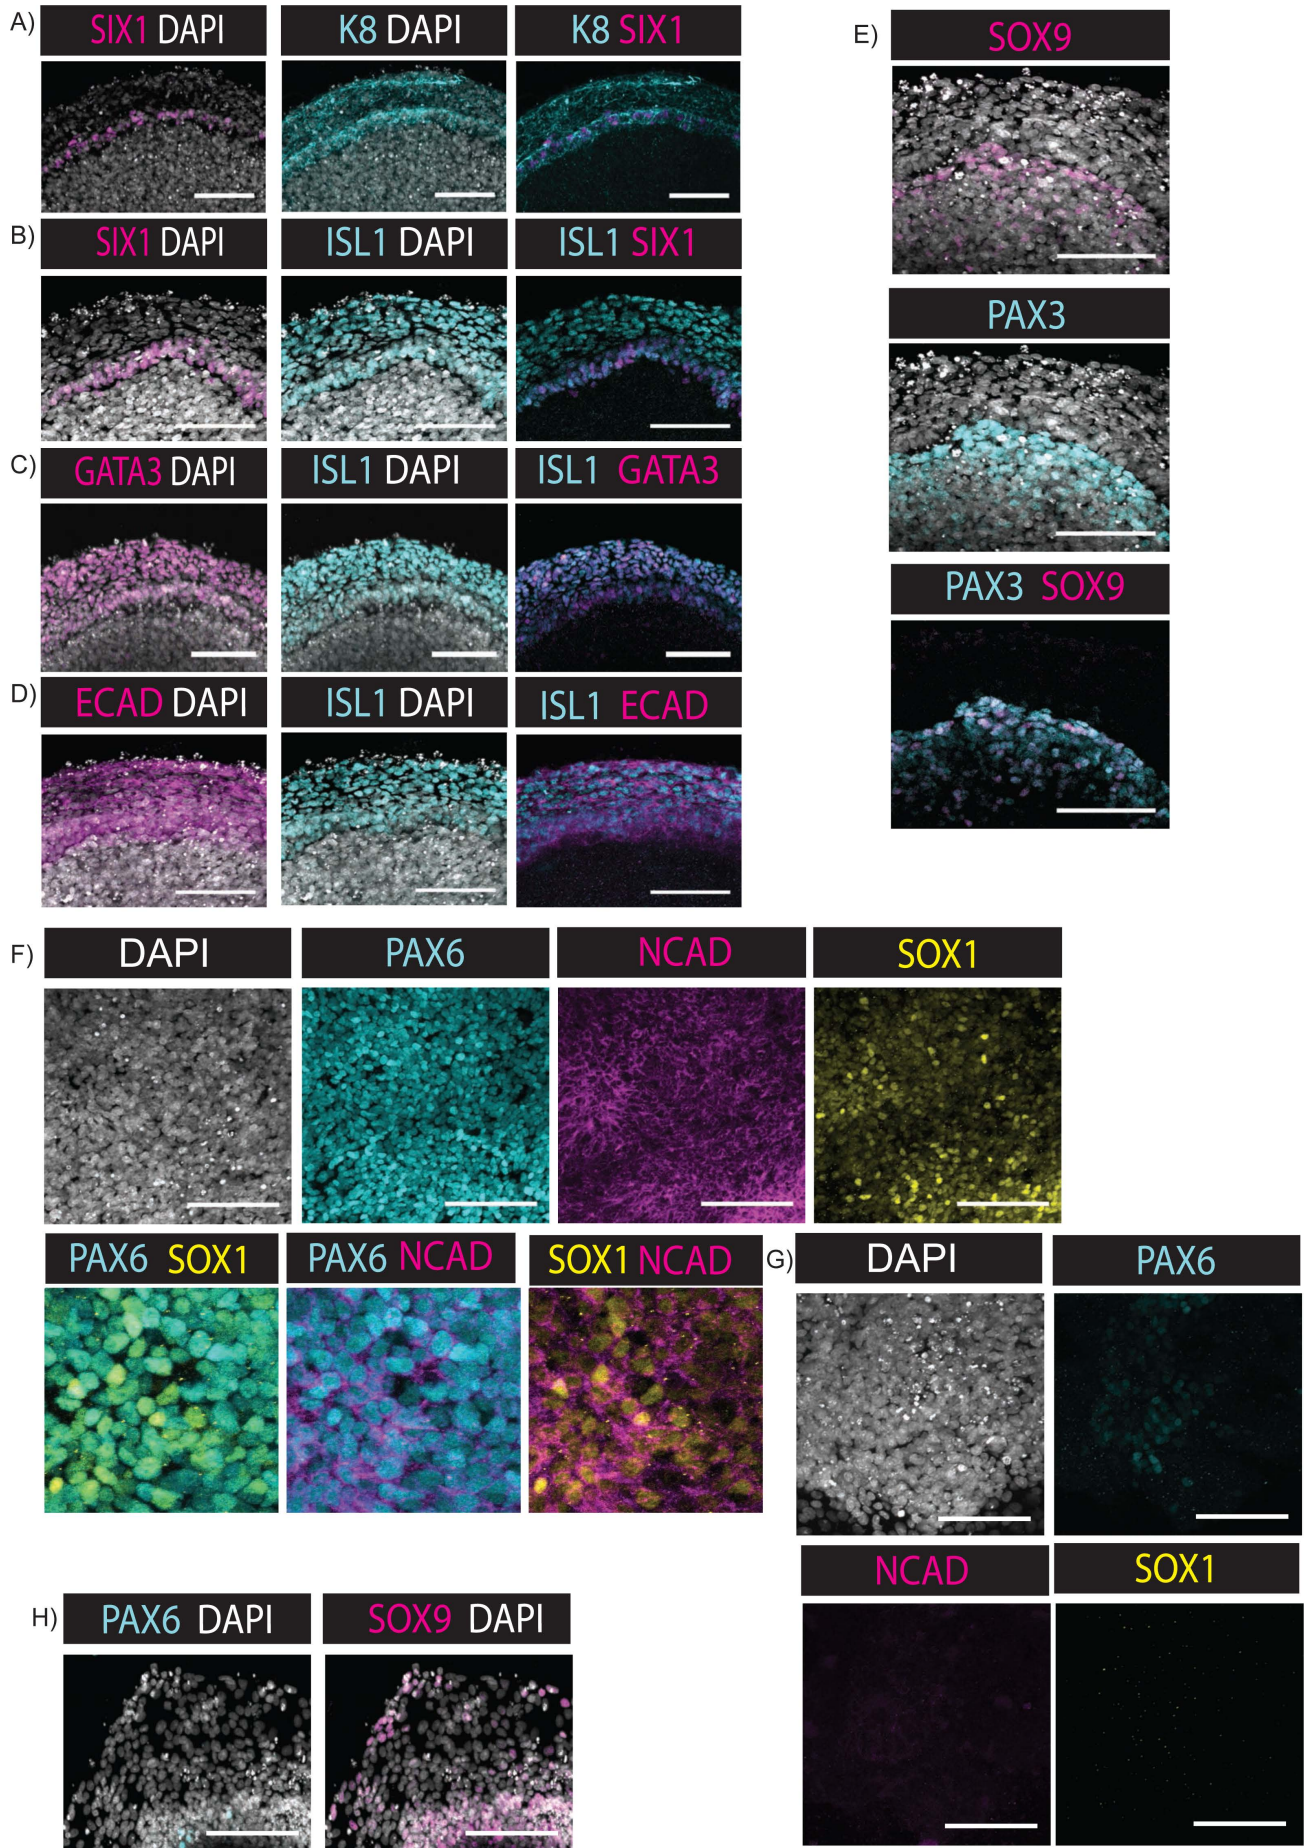 A) SIX1 DAPI K8 DAPI K8 SIX1
B) SIX1 DAPI ISL1 DAPI ISL1 SIX1
C) GATA3 DAPI ISL1 DAPI ISL1 GATA3
D) ECAD DAPI ISL1 DAPI ISL1 ECAD
E) SOX9
PAX3
PAX3 SOX9
F) DAPI PAX6 NCAD SOX1
PAX6 SOX1 PAX6 NCAD SOX1 NCAD
G) DAPI PAX6
NCAD SOX1
H) PAX6 DAPI SOX9 DAPI